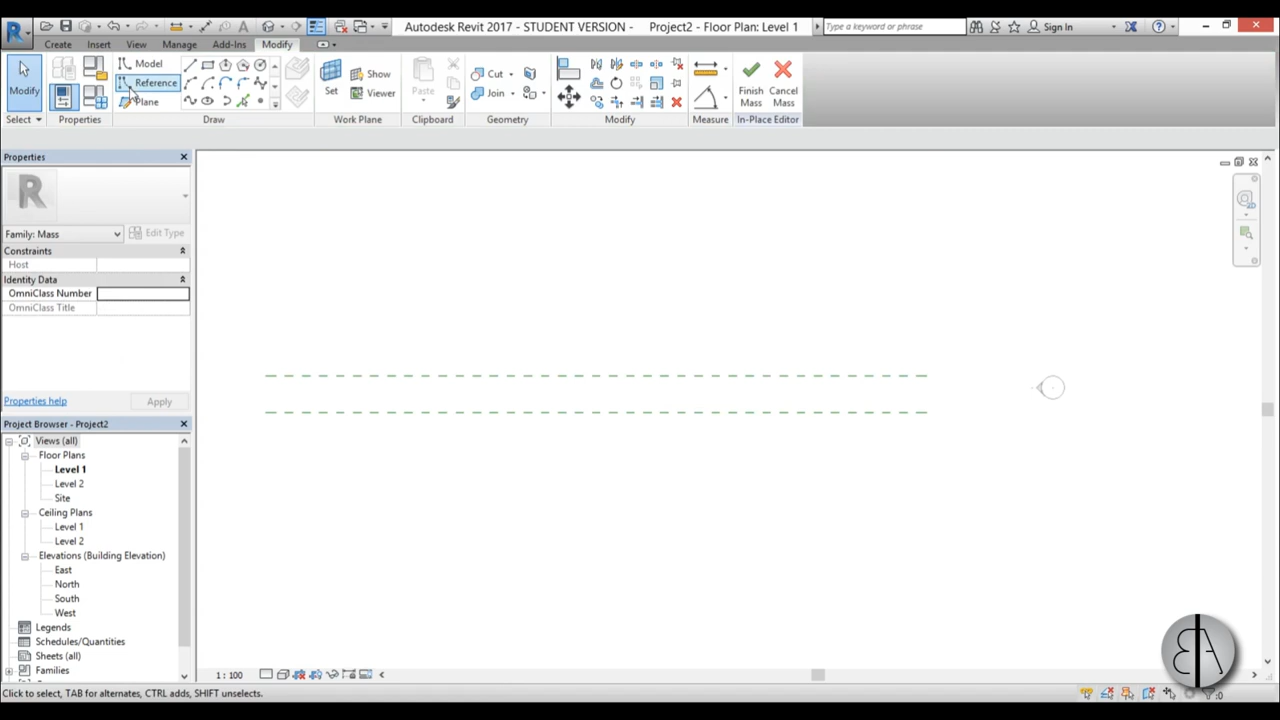 Autodesk Revit 2017 - STUDENT VERSION - Project2 - Floor Plan: Level 1
Type a keyword or phrase
Sign In
Create Insert View Manage Add-Ins Modify
Modify
Model
Reference
Plane
Set
Show
Viewer
Paste
Cut
Join
Finish Mass
Cancel Mass
Select Properties Draw Work Plane Clipboard Geometry Modify Measure In-Place Editor
Properties
R
Family: Mass
Edit Type
Constraints
Host
Identity Data
OmniClass Number
OmniClass Title
Properties help
Apply
Project Browser - Project2
Views (all)
Floor Plans
Level 1
Level 2
Site
Ceiling Plans
Level 1
Level 2
Elevations (Building Elevation)
East
North
South
West
Legends
Schedules/Quantities
Sheets (all)
Families
1 : 100
Click to select, TAB for alternates, CTRL adds, SHIFT unselects.
:0